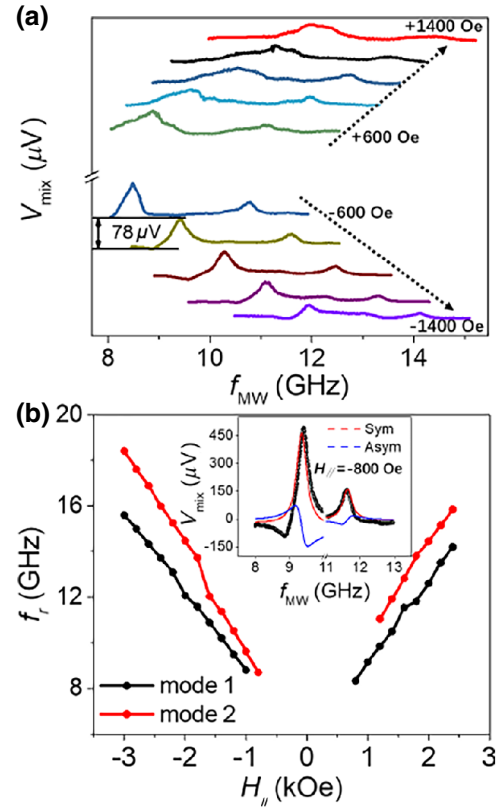 (a)
+1400 Oe
+600 Oe
V_mix (μV)
-600 Oe
78 μV
-1400 Oe
8 10 12 14
f_MW (GHz)
(b)
20
16
12
8
f_r (GHz)
450
300
150
0
-150
V_mix (μV)
Sym
Asym
H_// = -800 Oe
8 9 10 11 12 13
f_MW (GHz)
mode 1
mode 2
-3 -2 -1 0 1 2 3
H_// (kOe)